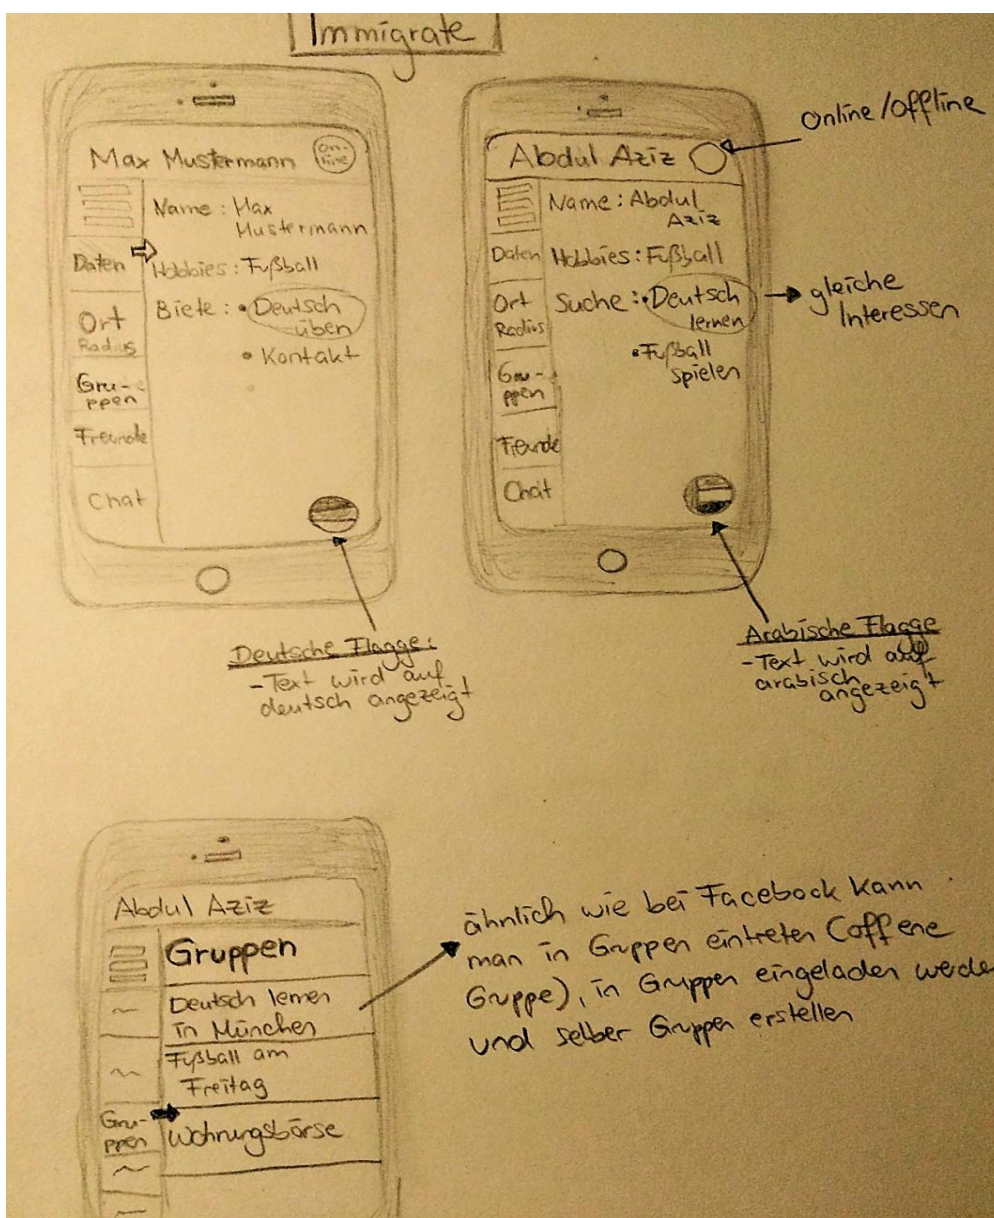 Immigrate
Max Mustermann
On-
line
Name: Max
Mustermann
Daten
Hobbies: Fußball
Ort
Radius
Biete: • Deutsch
üben
• Kontakt
Gru-
ppen
Freunde
Chat
Deutsche Flagge:
- Text wird auf
deutsch angezeigt
Online/Offline
Abdul Aziz
Name: Abdul
Aziz
Daten
Hobbies: Fußball
Ort
Radius
Suche: • Deutsch
lernen
gleiche
Interessen
• Fußball
spielen
Gru-
ppen
Freunde
Chat
Arabische Flagge
- Text wird auf
arabisch
angezeigt
Abdul Aziz
Gruppen
Deutsch lernen
in München
Fußball am
Freitag
Gru-
ppen
Wohnungsbörse
ähnlich wie bei Facebook kann
man in Gruppen eintreten (offene
Gruppe), in Gruppen eingeladen werden
und selber Gruppen erstellen